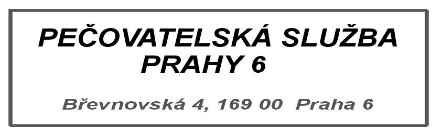 PEČOVATELSKÁ SLUŽBA
PRAHY 6
Břevnovská 4, 169 00 Praha 6